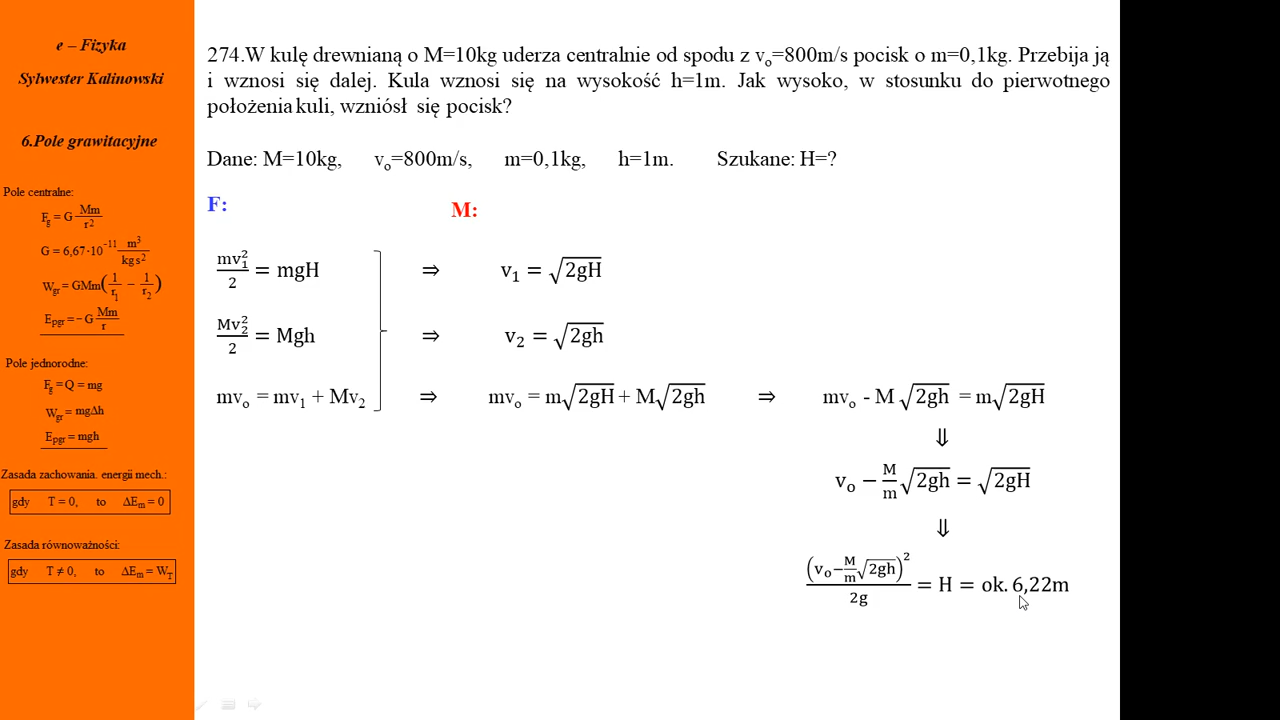 e – Fizyka
Sylwester Kalinowski
6.Pole grawitacyjne
Pole centralne:
F_g = G Mm/r²
G = 6,67·10⁻¹¹ m³/kg s²
W_gr = GMm(1/r₁ − 1/r₂)
E_pgr = − G Mm/r
Pole jednorodne:
F_g = Q = mg
W_gr = mgΔh
E_pgr = mgh
Zasada zachowania. energii mech.:
gdy T = 0, to ΔE_m = 0
Zasada równoważności:
gdy T ≠ 0, to ΔE_m = W_T
274.W kulę drewnianą o M=10kg uderza centralnie od spodu z v_o=800m/s pocisk o m=0,1kg. Przebija ją
i wznosi się dalej. Kula wznosi się na wysokość h=1m. Jak wysoko, w stosunku do pierwotnego
położenia kuli, wzniósł się pocisk?
Dane: M=10kg, v_o=800m/s, m=0,1kg, h=1m. Szukane: H=?
F: M:
mv₁²/2 = mgH ⇒ v₁ = √2gH
Mv₂²/2 = Mgh ⇒ v₂ = √2gh
mv_o = mv₁ + Mv₂ ⇒ mv_o = m√2gH + M√2gh ⇒ mv_o - M √2gh = m√2gH
⇓
v_o − M/m √2gh = √2gH
⇓
(v_o − M/m √2gh)²/2g = H = ok. 6,22m